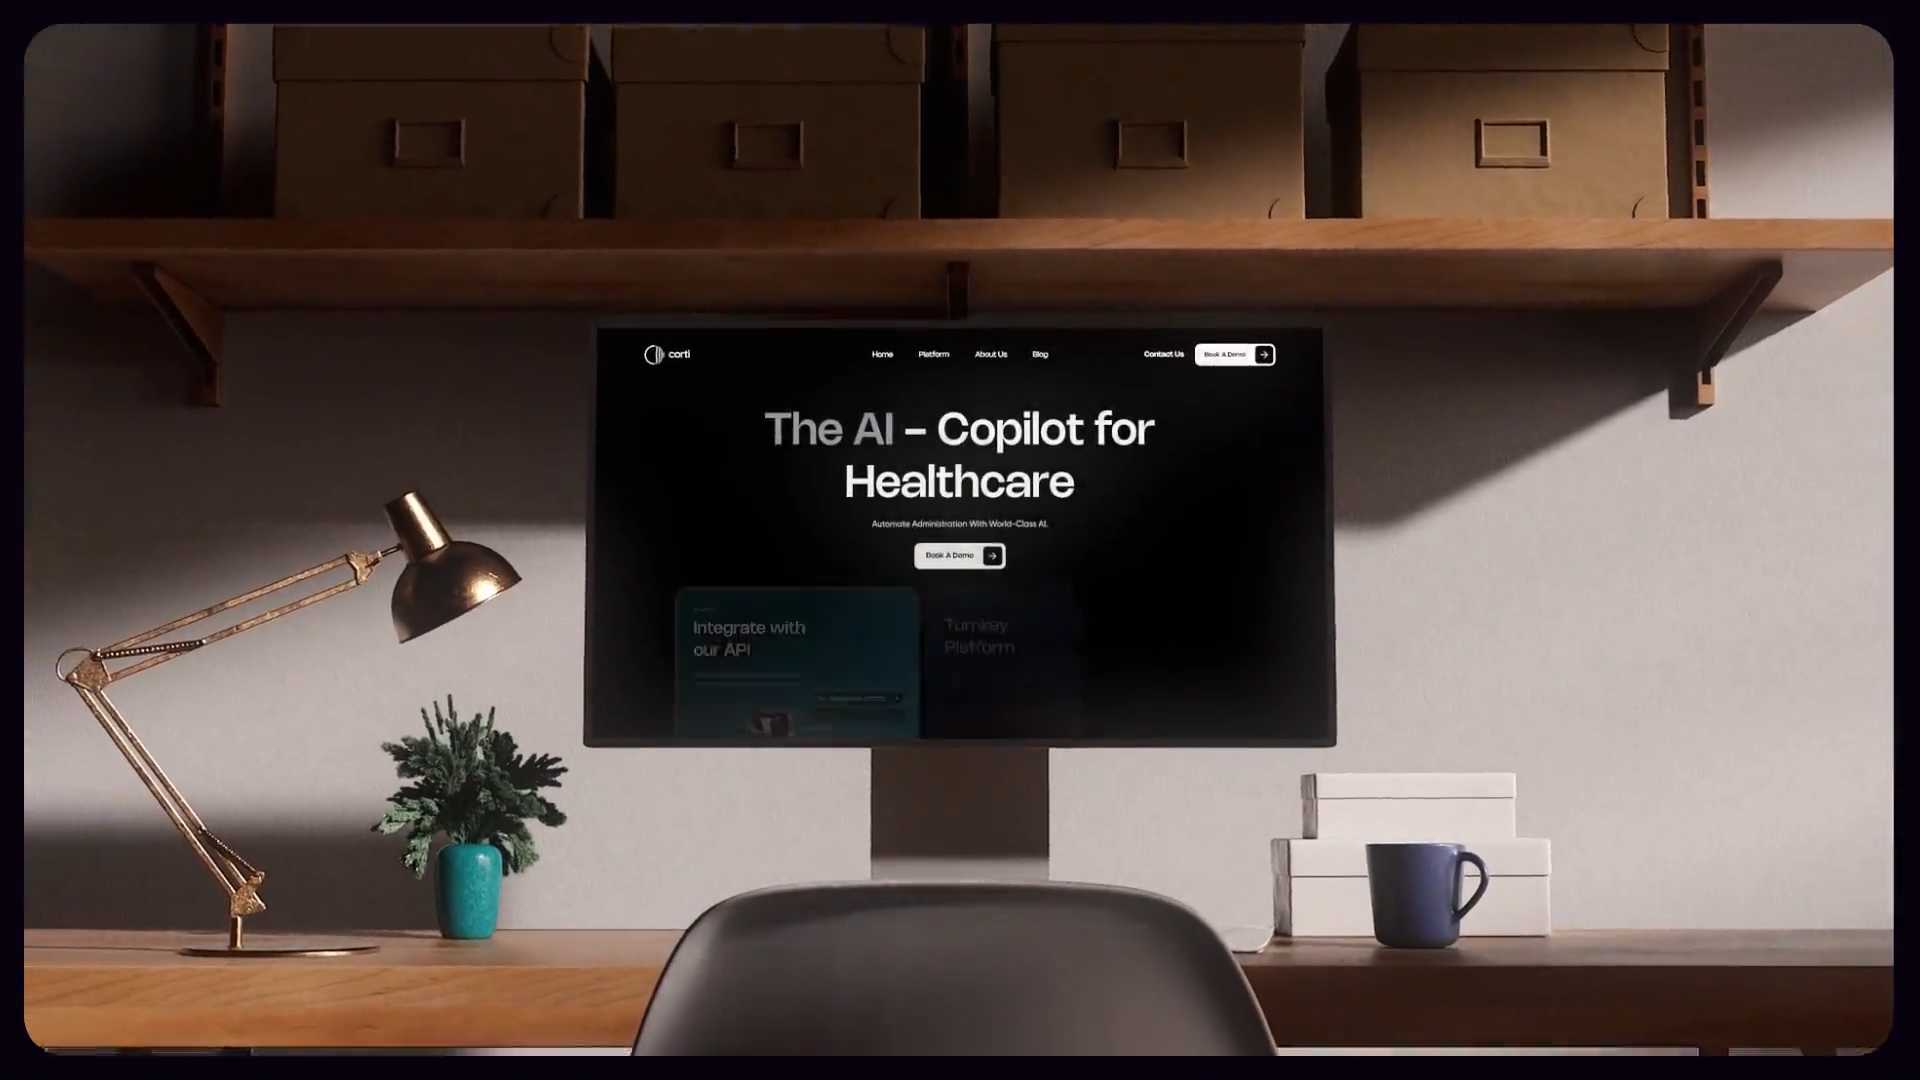 corti
Home
Platform
About Us
Blog
Contact Us
Book A Demo
The AI – Copilot for
Healthcare
Automate Administration With World-Class AI.
Book A Demo
Integrate with
our API
Turnkey
Platform